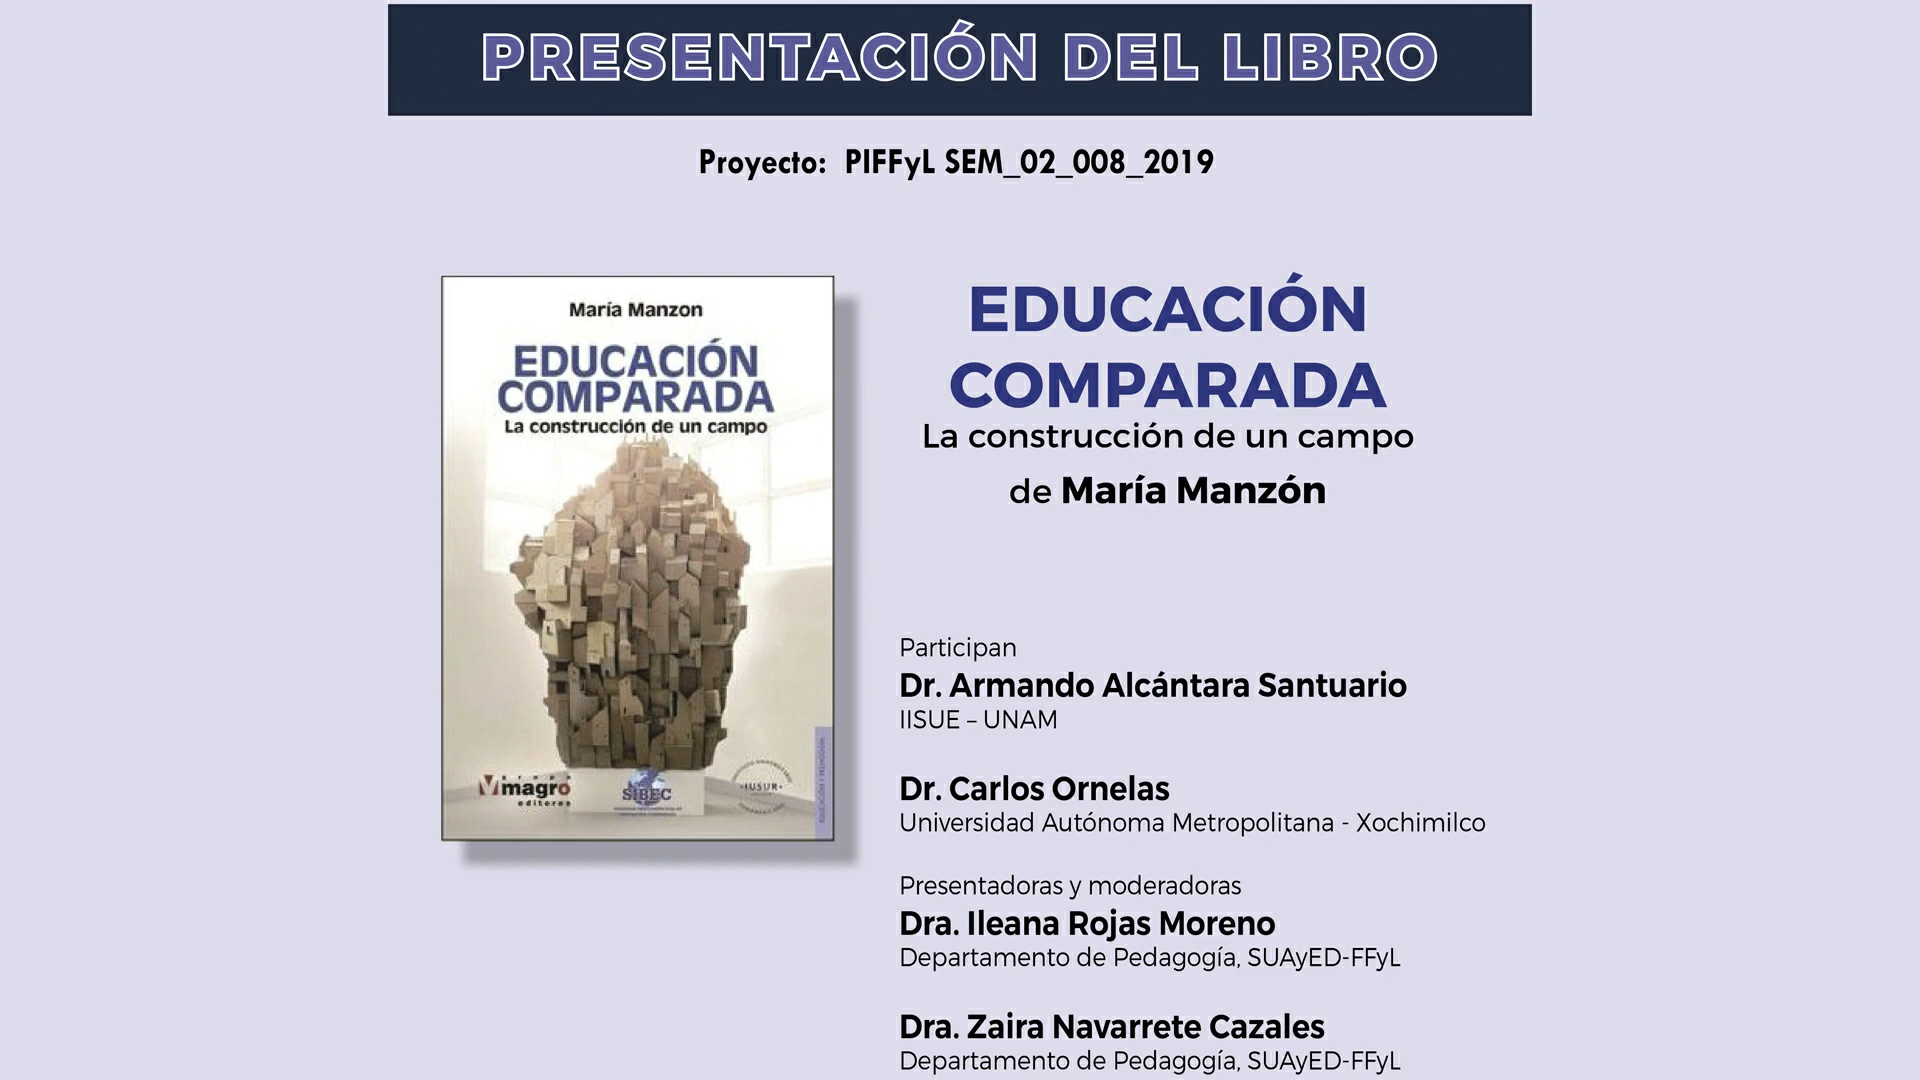 PRESENTACIÓN DEL LIBRO
Proyecto: PIFFyL SEM_02_008_2019
María Manzon
EDUCACIÓN
COMPARADA
La construcción de un campo
grupo
magro
editores
SIBEC
IUSUR
EDUCACIÓN
COMPARADA
La construcción de un campo
de María Manzón
Participan
Dr. Armando Alcántara Santuario
IISUE – UNAM
Dr. Carlos Ornelas
Universidad Autónoma Metropolitana - Xochimilco
Presentadoras y moderadoras
Dra. Ileana Rojas Moreno
Departamento de Pedagogía, SUAyED-FFyL
Dra. Zaira Navarrete Cazales
Departamento de Pedagogía, SUAyED-FFyL